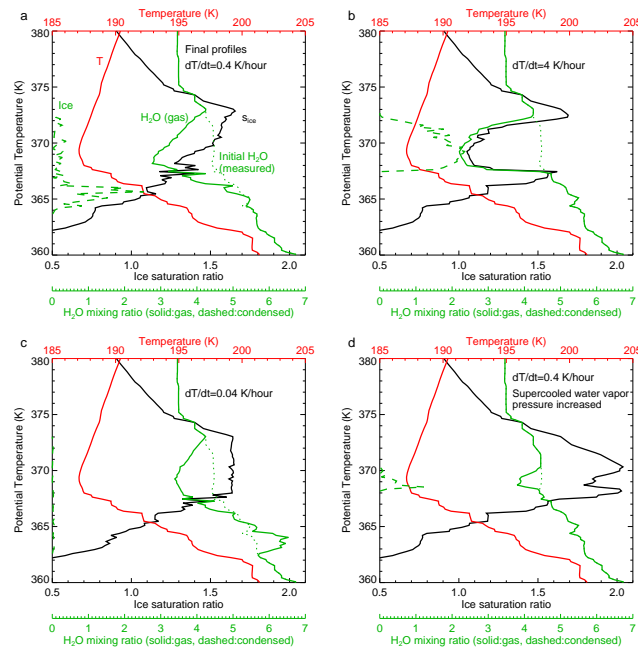 a
Temperature (K)
185 190 195 200 205
380
375
370
365
360
Potential Temperature (K)
Final profiles
dT/dt=0.4 K/hour
T
Ice
H₂O (gas)
sice
Initial H₂O
(measured)
0.5 1.0 1.5 2.0
Ice saturation ratio
0 1 2 3 4 5 6 7
H₂O mixing ratio (solid:gas, dashed:condensed)
b
Temperature (K)
185 190 195 200 205
380
375
370
365
360
Potential Temperature (K)
dT/dt=4 K/hour
0.5 1.0 1.5 2.0
Ice saturation ratio
0 1 2 3 4 5 6 7
H₂O mixing ratio (solid:gas, dashed:condensed)
c
Temperature (K)
185 190 195 200 205
380
375
370
365
360
Potential Temperature (K)
dT/dt=0.04 K/hour
0.5 1.0 1.5 2.0
Ice saturation ratio
0 1 2 3 4 5 6 7
H₂O mixing ratio (solid:gas, dashed:condensed)
d
Temperature (K)
185 190 195 200 205
380
375
370
365
360
Potential Temperature (K)
dT/dt=0.4 K/hour
Supercooled water vapor
pressure increased
0.5 1.0 1.5 2.0
Ice saturation ratio
0 1 2 3 4 5 6 7
H₂O mixing ratio (solid:gas, dashed:condensed)